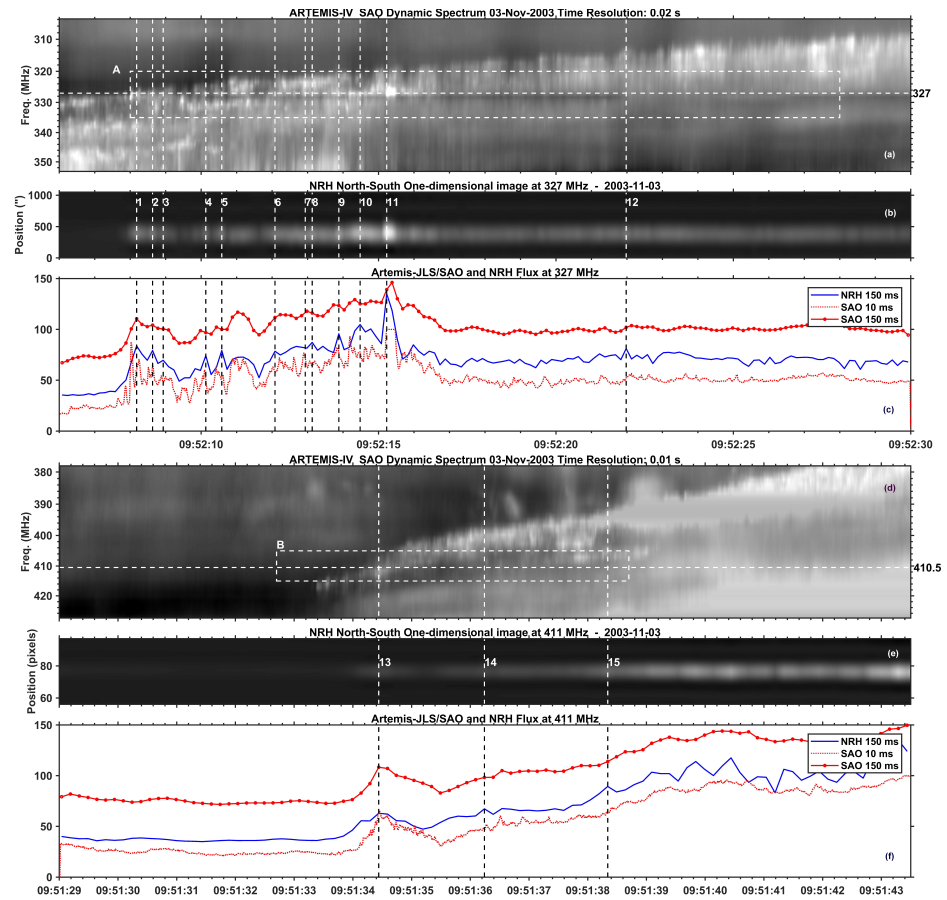 ARTEMIS-IV SAO Dynamic Spectrum 03-Nov-2003 Time Resolution: 0.02 s
Freq. (MHz)
310
320
330
340
350
A
327
(a)
NRH North-South One-dimensional image at 327 MHz - 2003-11-03
Position ('')
1000
500
0
1 2 3 4 5 6 7 8 9 10 11 12
(b)
Artemis-JLS/SAO and NRH Flux at 327 MHz
150
100
50
0
NRH 150 ms
SAO 10 ms
SAO 150 ms
(c)
09:52:10 09:52:15 09:52:20 09:52:25 09:52:30
ARTEMIS-IV SAO Dynamic Spectrum 03-Nov-2003 Time Resolution: 0.01 s
Freq. (MHz)
380
390
400
410
420
B
410.5
(d)
NRH North-South One-dimensional image at 411 MHz - 2003-11-03
Position (pixels)
80
60
13 14 15
(e)
Artemis-JLS/SAO and NRH Flux at 411 MHz
150
100
50
0
NRH 150 ms
SAO 10 ms
SAO 150 ms
(f)
09:51:29 09:51:30 09:51:31 09:51:32 09:51:33 09:51:34 09:51:35 09:51:36 09:51:37 09:51:38 09:51:39 09:51:40 09:51:41 09:51:42 09:51:43